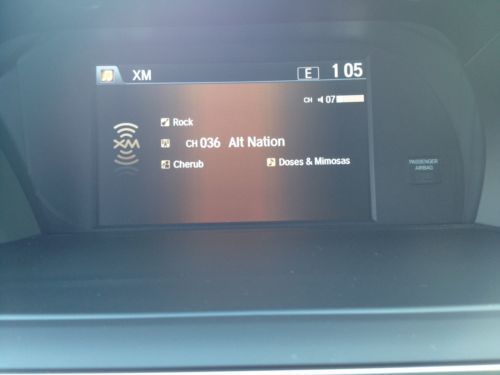 XM E 1 05
CH 07
Rock
XM CH 036 Alt Nation
Cherub Doses & Mimosas
PASSENGER
AIRBAG